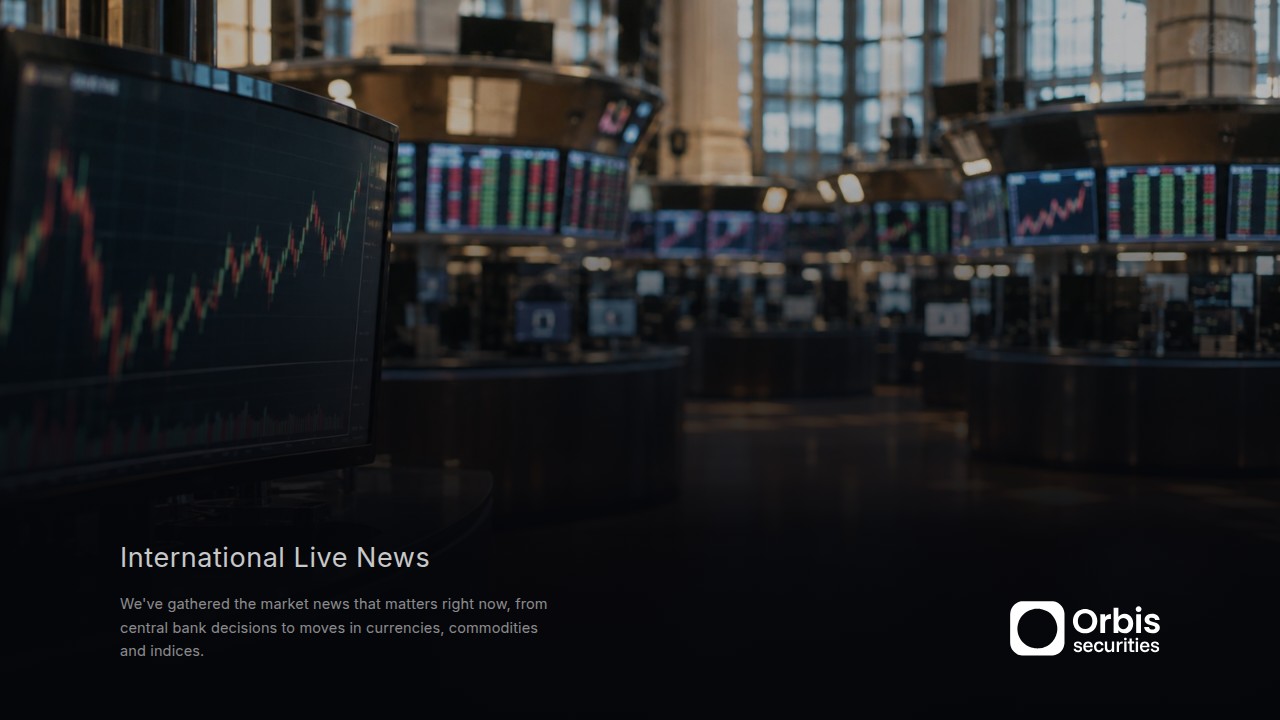 International Live News
We've gathered the market news that matters right now, from
central bank decisions to moves in currencies, commodities
and indices.
Orbis
securities